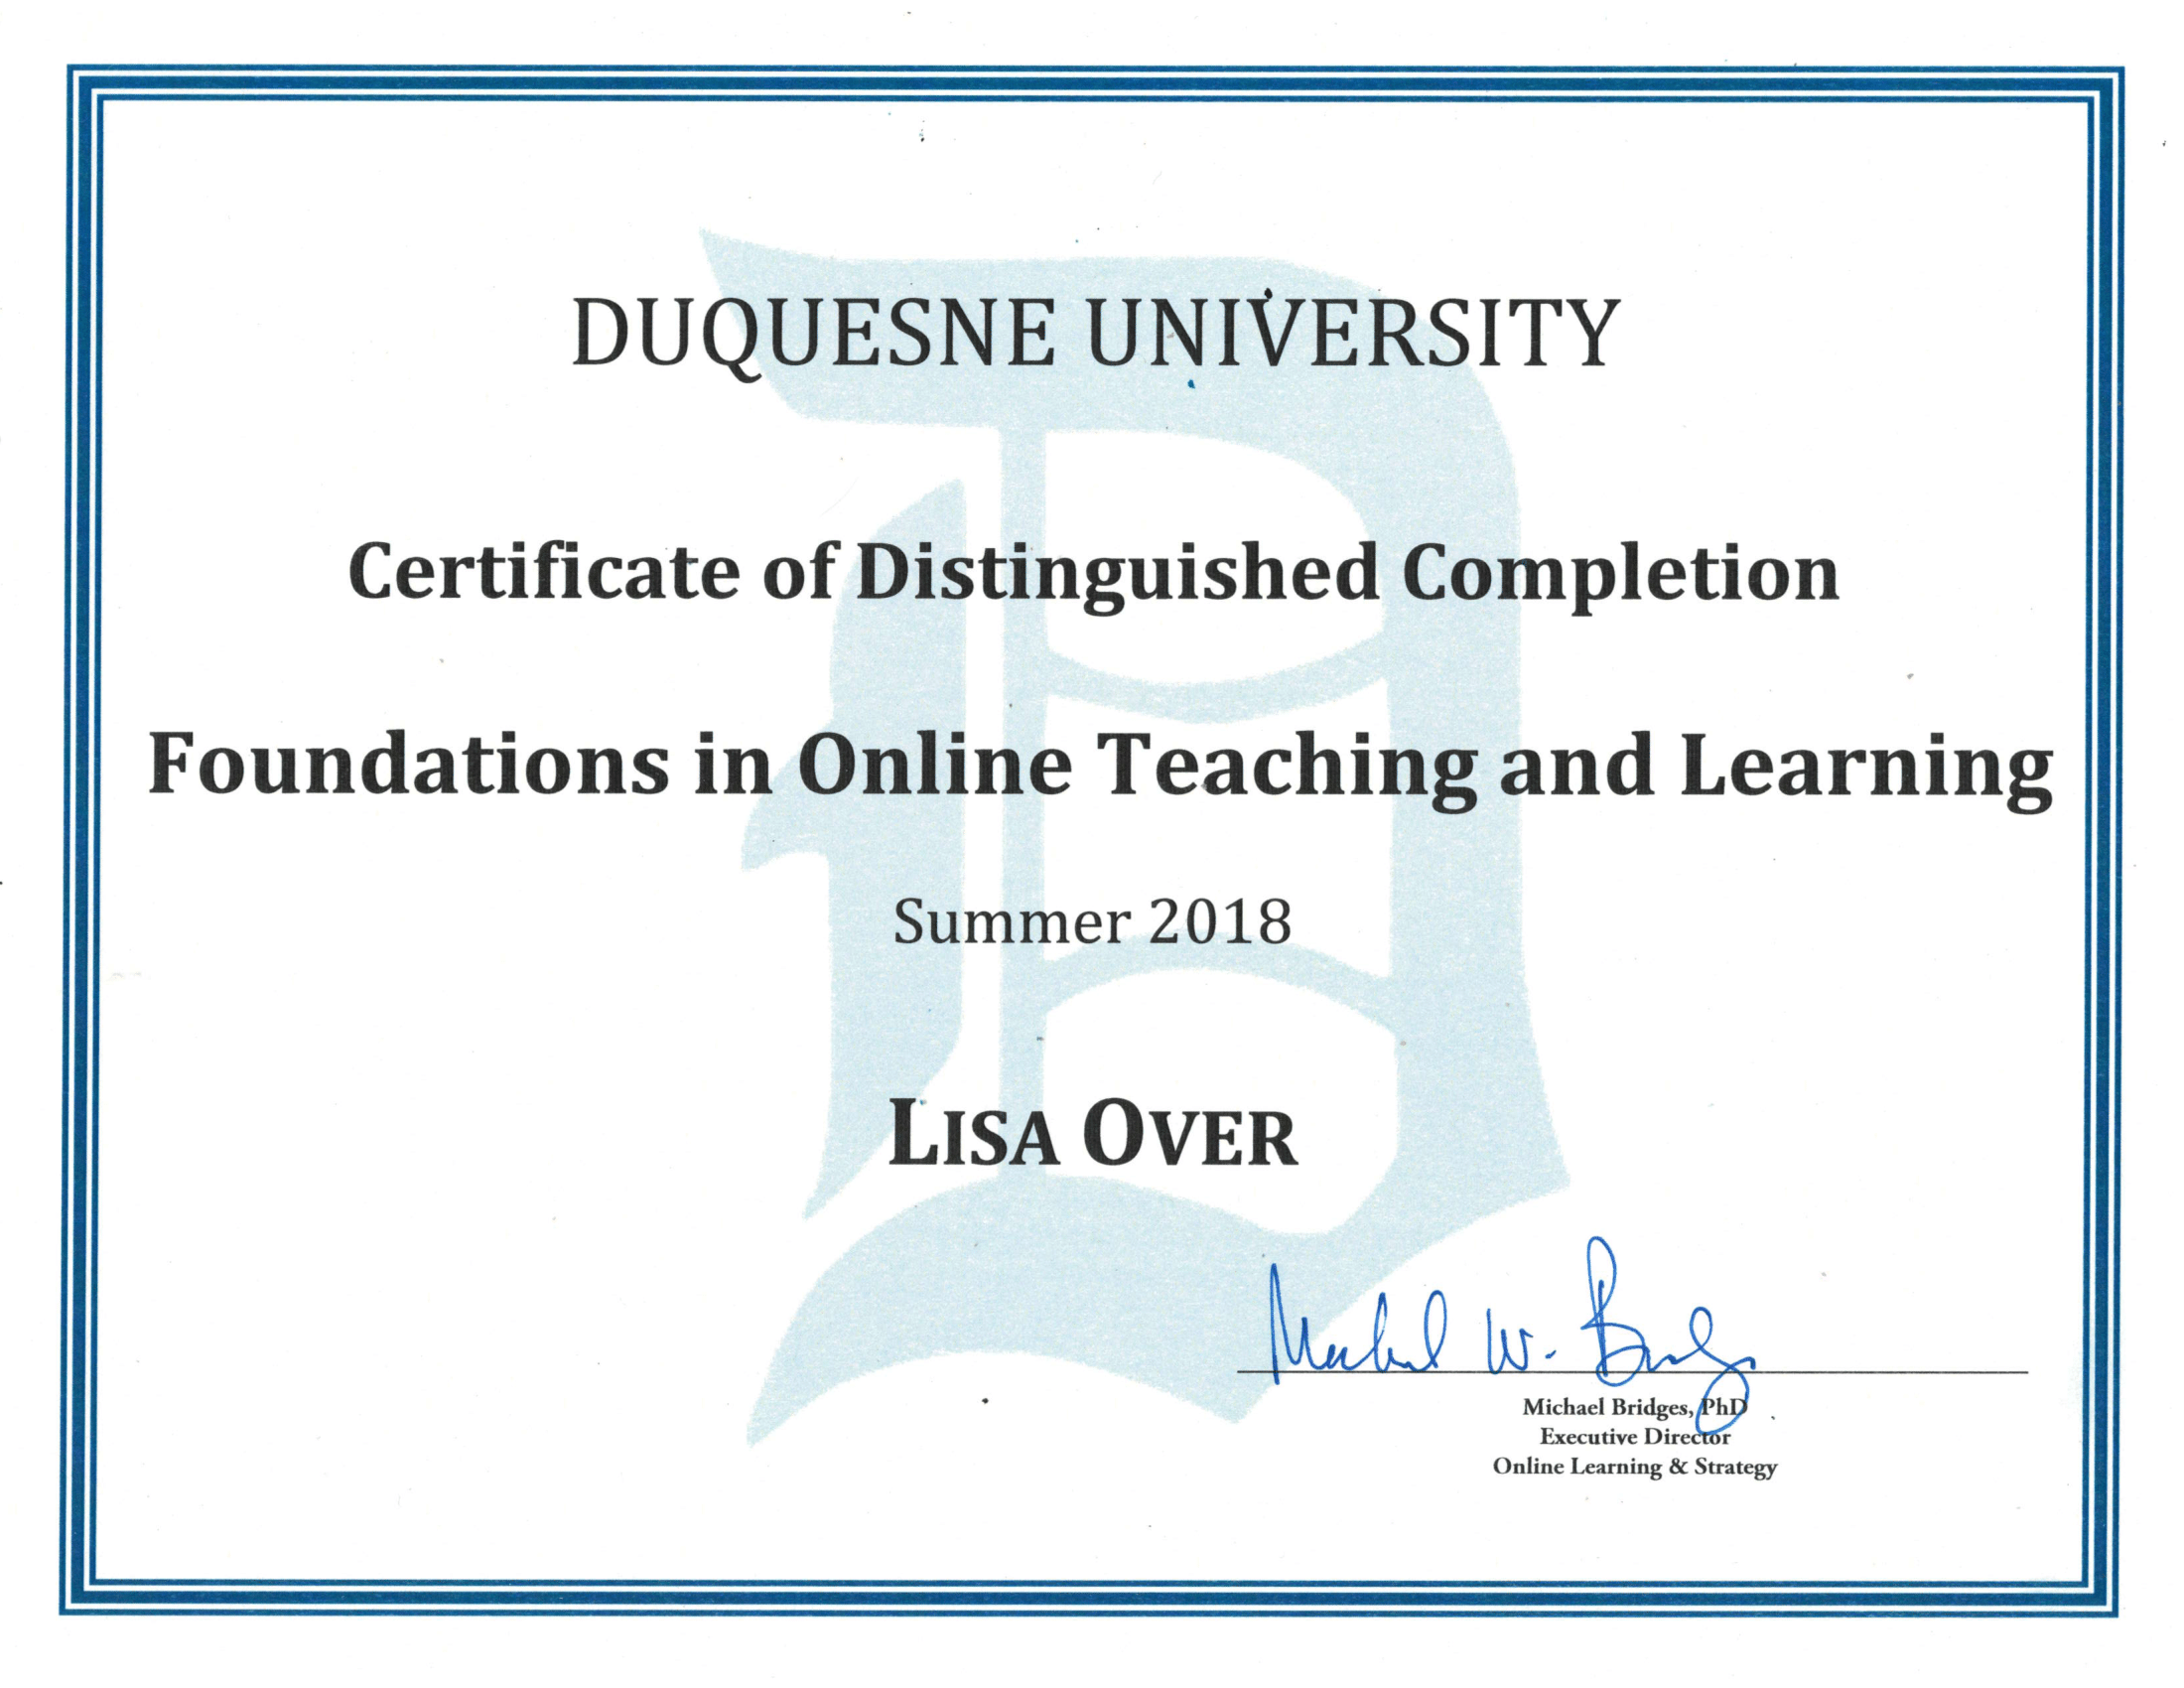 DUQUESNE UNIVERSITY
Certificate of Distinguished Completion
Foundations in Online Teaching and Learning
Summer 2018
LISA OVER
Michael W. Bridges
Michael Bridges, PhD
Executive Director
Online Learning & Strategy